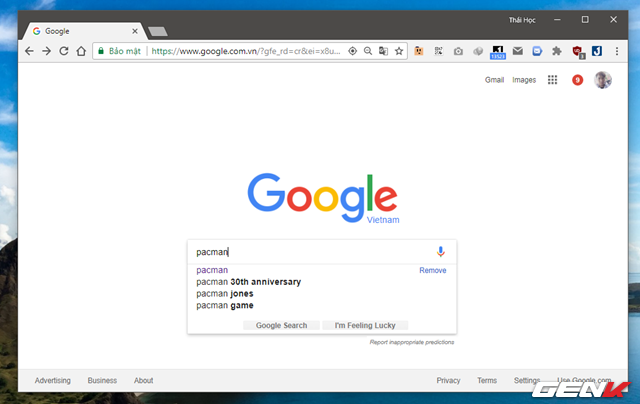 Thái Học
Google
Bảo mật https://www.google.com.vn/?gfe_rd=cr&ei=x8u...
13523
Gmail Images 9
Google
Vietnam
pacman
pacman Remove
pacman 30th anniversary
pacman jones
pacman game
Google Search I'm Feeling Lucky
Report inappropriate predictions
Advertising Business About Privacy Terms Settings Use Google.com
GENK